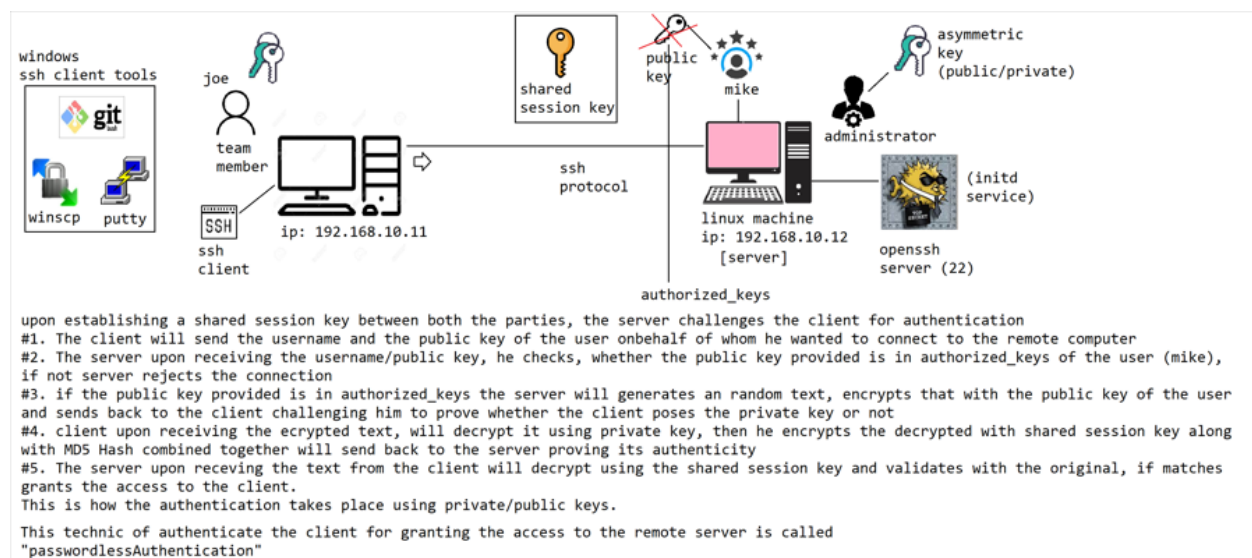 windows
ssh client tools
git
bash
winscp
putty
joe
team
member
SSH
ssh
client
ip: 192.168.10.11
shared
session key
public
key
mike
ssh
protocol
asymmetric
key
(public/private)
administrator
linux machine
ip: 192.168.10.12
[server]
(initd
service)
TOP
SECRET
openssh
server (22)
authorized_keys
upon establishing a shared session key between both the parties, the server challenges the client for authentication
#1. The client will send the username and the public key of the user onbehalf of whom he wanted to connect to the remote computer
#2. The server upon receiving the username/public key, he checks, whether the public key provided is in authorized_keys of the user (mike),
if not server rejects the connection
#3. if the public key provided is in authorized_keys the server will generates an random text, encrypts that with the public key of the user
and sends back to the client challenging him to prove whether the client poses the private key or not
#4. client upon receiving the ecrypted text, will decrypt it using private key, then he encrypts the decrypted with shared session key along
with MD5 Hash combined together will send back to the server proving its authenticity
#5. The server upon receving the text from the client will decrypt using the shared session key and validates with the original, if matches
grants the access to the client.
This is how the authentication takes place using private/public keys.
This technic of authenticate the client for granting the access to the remote server is called
"passwordlessAuthentication"